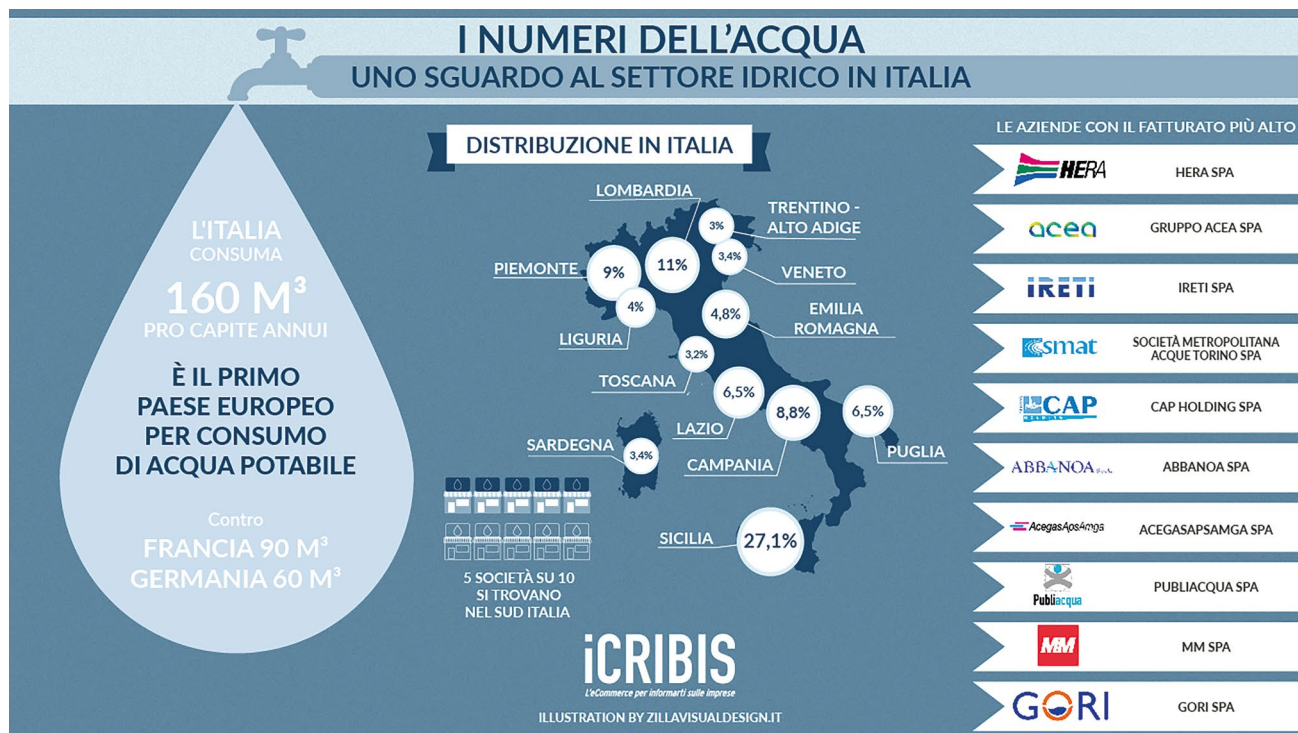 I NUMERI DELL'ACQUA
UNO SGUARDO AL SETTORE IDRICO IN ITALIA
L'ITALIA
CONSUMA
160 M³
PRO CAPITE ANNUI
È IL PRIMO
PAESE EUROPEO
PER CONSUMO
DI ACQUA POTABILE
Contro
FRANCIA 90 M³
GERMANIA 60 M³
DISTRIBUZIONE IN ITALIA
LOMBARDIA
11%
TRENTINO -
ALTO ADIGE
3%
PIEMONTE
9%
VENETO
3,4%
LIGURIA
4%
EMILIA
ROMAGNA
4,8%
TOSCANA
3,2%
LAZIO
6,5%
CAMPANIA
8,8%
PUGLIA
6,5%
SARDEGNA
3,4%
SICILIA
27,1%
5 SOCIETÀ SU 10
SI TROVANO
NEL SUD ITALIA
iCRIBIS
L'eCommerce per informarti sulle imprese
ILLUSTRATION BY ZILLAVISUALDESIGN.IT
LE AZIENDE CON IL FATTURATO PIÙ ALTO
HERA
HERA SPA
acea
GRUPPO ACEA SPA
iRETi
IRETI SPA
smat
SOCIETÀ METROPOLITANA
ACQUE TORINO SPA
CAP
CAP HOLDING SPA
ABBANOA
ABBANOA SPA
AcegasApsAmga
ACEGASAPSAMGA SPA
Publiacqua
PUBLIACQUA SPA
MM
MM SPA
GORI
GORI SPA